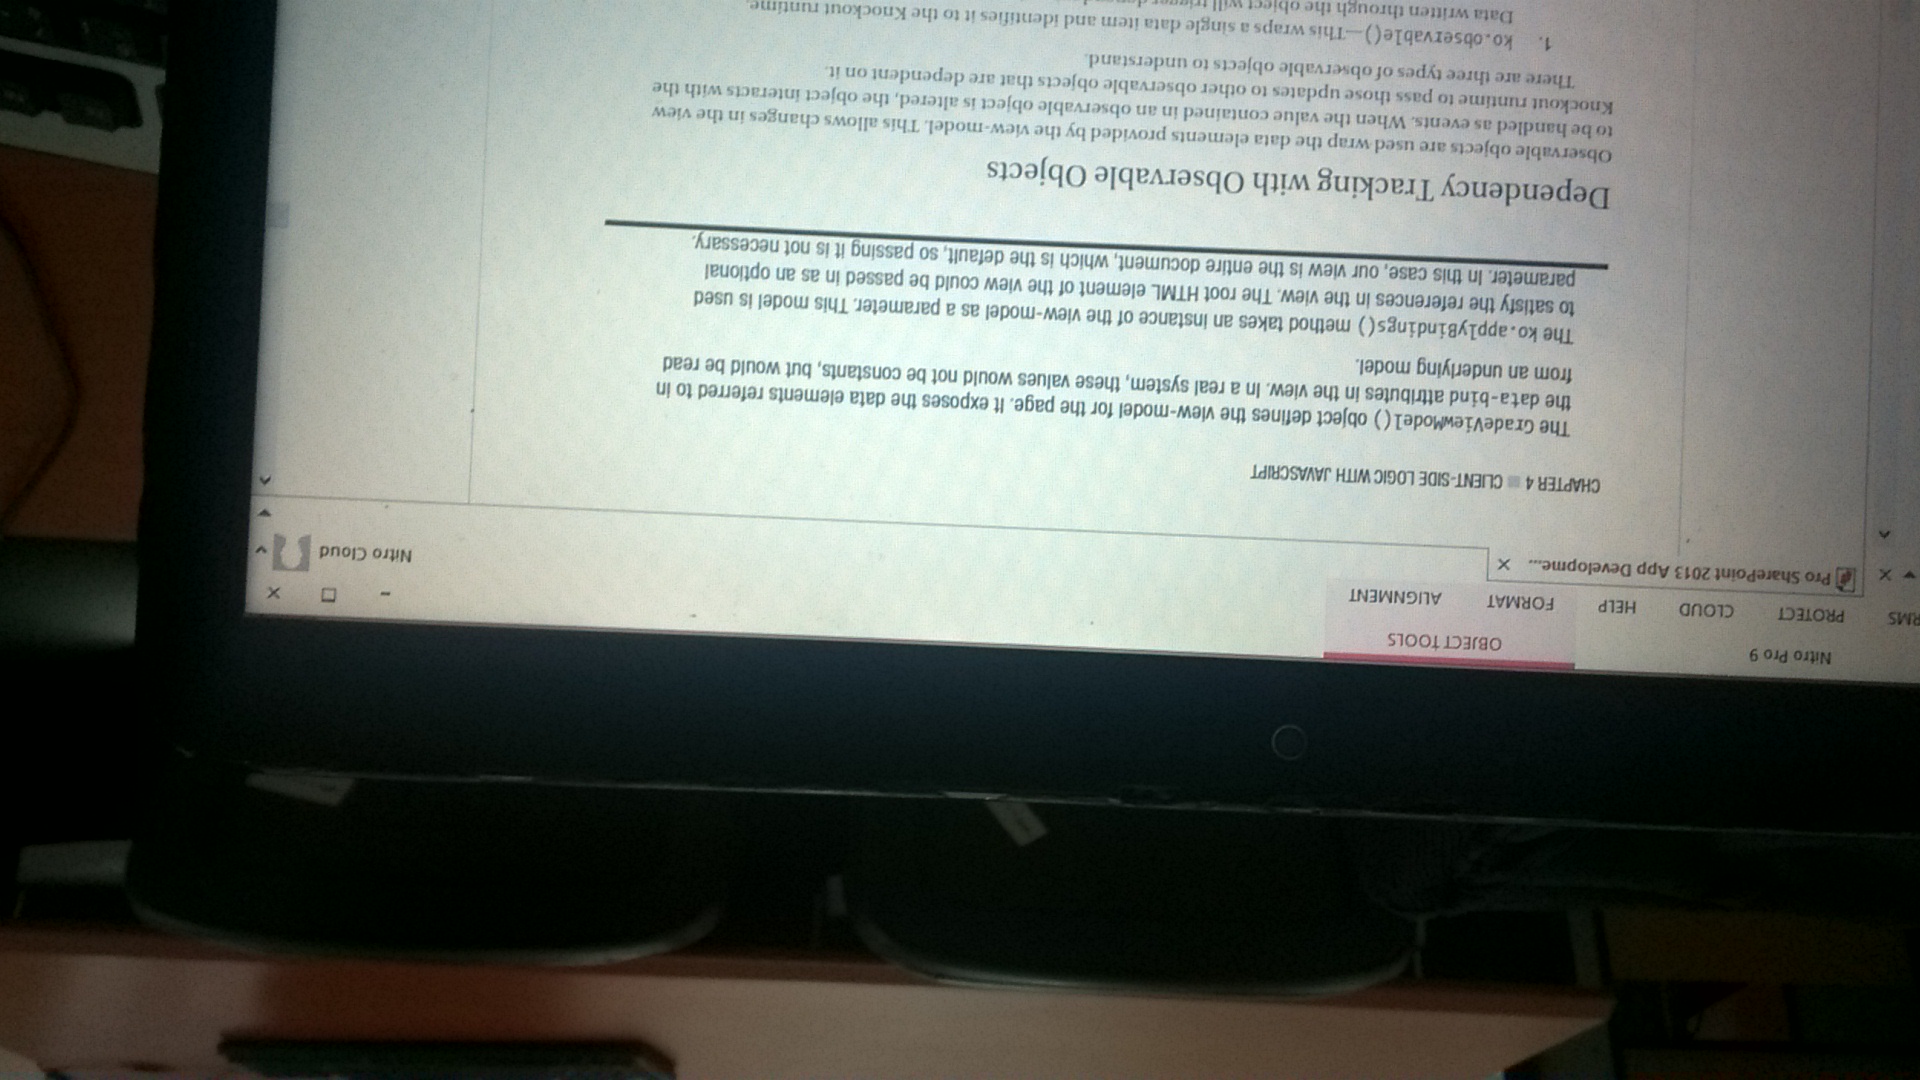 Nitro Pro 9
OBJECT TOOLS
RMS PROTECT CLOUD HELP FORMAT ALIGNMENT
Pro SharePoint 2013 App Developme...
Nitro Cloud
CHAPTER 4 CLIENT-SIDE LOGIC WITH JAVASCRIPT
The GradeViewModel() object defines the view-model for the page. It exposes the data elements referred to in
the data-bind attributes in the view. In a real system, these values would not be constants, but would be read
from an underlying model.
The ko.applyBindings() method takes an instance of the view-model as a parameter. This model is used
to satisfy the references in the view. The root HTML element of the view could be passed in as an optional
parameter. In this case, our view is the entire document, which is the default, so passing it is not necessary.
Dependency Tracking with Observable Objects
Observable objects are used wrap the data elements provided by the view-model. This allows changes in the view
to be handled as events. When the value contained in an observable object is altered, the object interacts with the
Knockout runtime to pass those updates to other observable objects that are dependent on it.
There are three types of observable objects to understand.
1. ko.observable()—This wraps a single data item and identifies it to the Knockout runtime.
Data written through the object will trigger